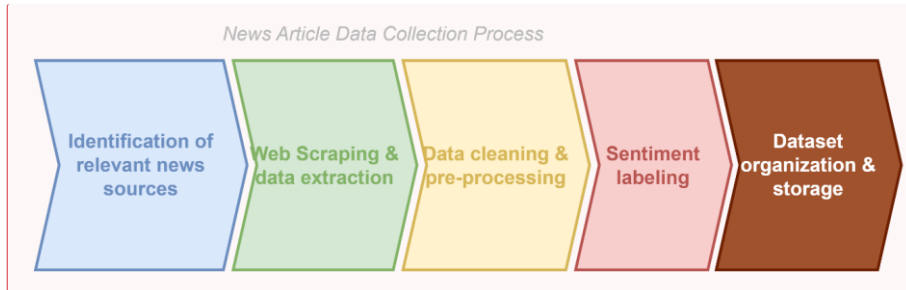 News Article Data Collection Process
Identification of
relevant news
sources
Web Scraping &
data extraction
Data cleaning &
pre-processing
Sentiment
labeling
Dataset
organization &
storage